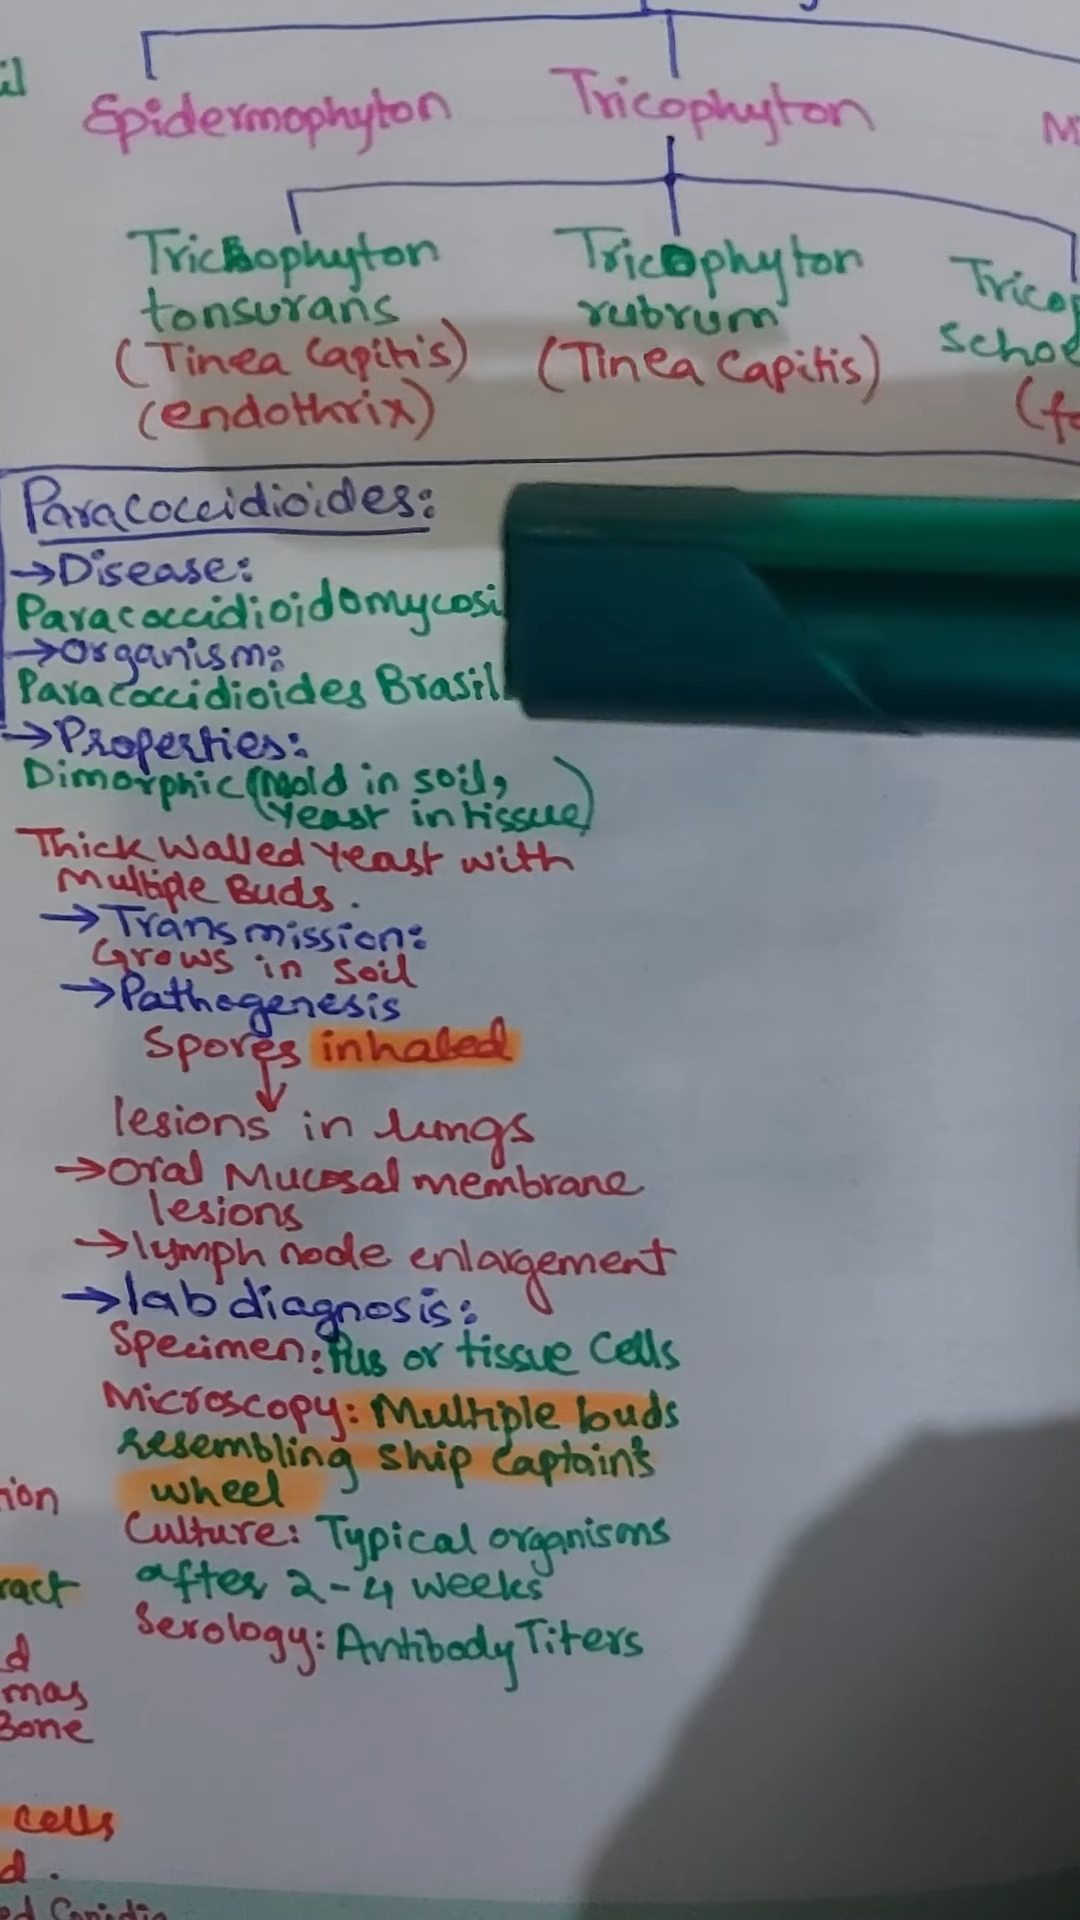 Epidermophyton
Tricophyton
Tricophyton
tonsurans
(Tinea Capitis)
(endothrix)
Tricophyton
rubrum
(Tinea Capitis)
Paracoccidioides:
→Disease:
Paracoccidioidomycosi
→Organism:
Paracoccidioides Brasil
→Properties:
Dimorphic (Mold in soil,
Yeast in tissue)
Thick Walled Yeast with
Multiple Buds.
→Transmission:
Grows in Soil
→Pathogenesis
Spores inhaled
↓
lesions in lungs
→Oral Mucosal membrane
lesions
→lymph node enlargement
→lab diagnosis:
Specimen: Pus or tissue Cells
Microscopy: Multiple buds
resembling ship Captain's
wheel
Culture: Typical organisms
after 2-4 weeks
Serology: Antibody Titers
d
mas
Bone
cells
d.